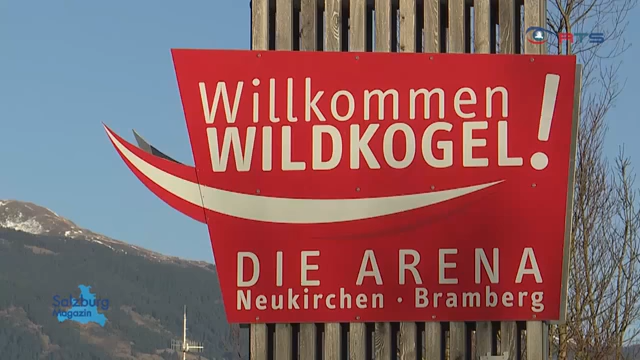 RTS
Willkommen
WILDKOGEL!
DIE ARENA
Neukirchen · Bramberg
Salzburg
Magazin